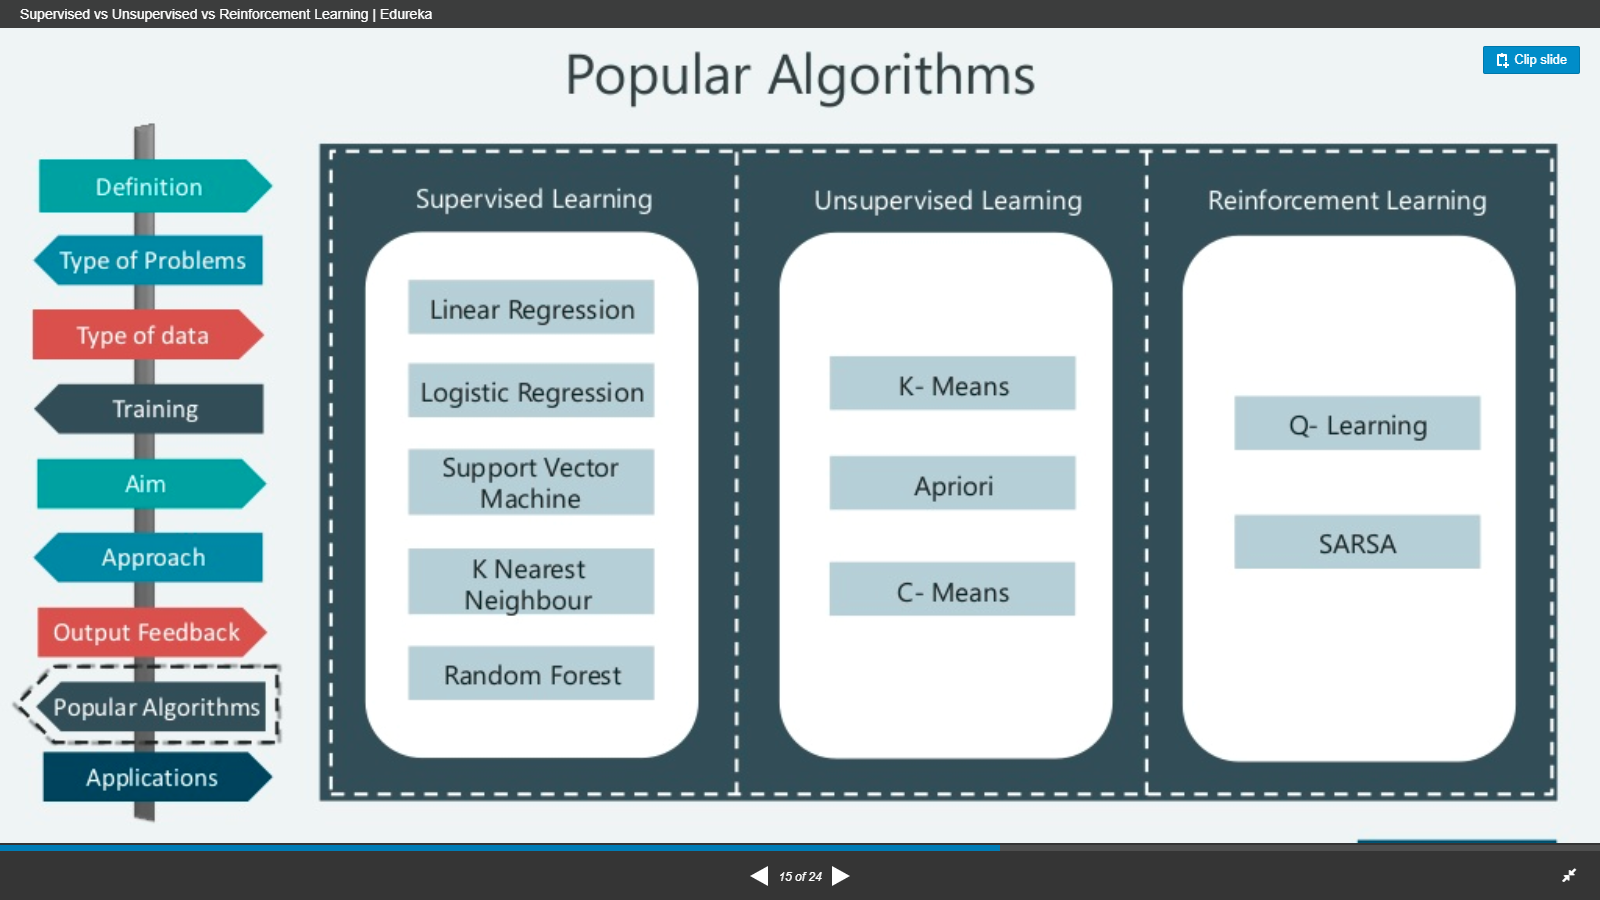 Supervised vs Unsupervised vs Reinforcement Learning | Edureka
Popular Algorithms
Clip slide
Definition
Type of Problems
Type of data
Training
Aim
Approach
Output Feedback
Popular Algorithms
Applications
Supervised Learning
Linear Regression
Logistic Regression
Support Vector
Machine
K Nearest
Neighbour
Random Forest
Unsupervised Learning
K- Means
Apriori
C- Means
Reinforcement Learning
Q- Learning
SARSA
15 of 24